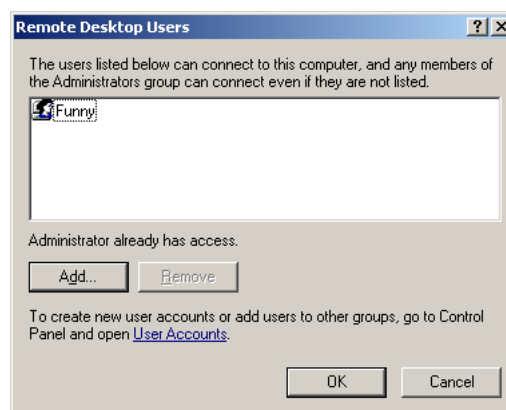 Remote Desktop Users
The users listed below can connect to this computer, and any members of
the Administrators group can connect even if they are not listed.
Funny
Administrator already has access.
Add...
Remove
To create new user accounts or add users to other groups, go to Control
Panel and open User Accounts.
OK
Cancel